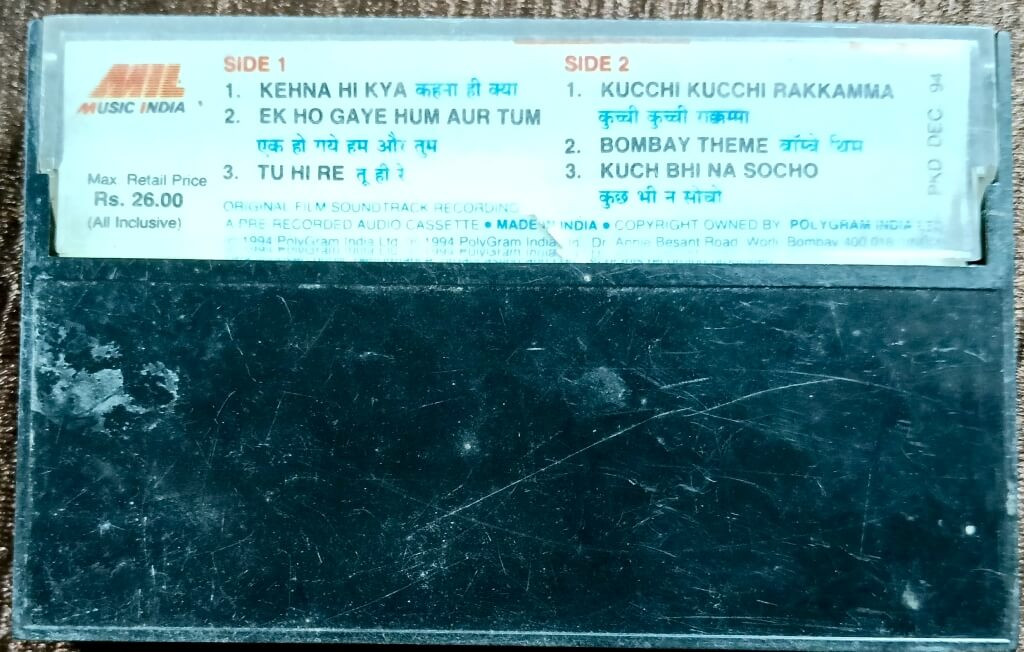 MIL
MUSIC INDIA
Max. Retail Price
Rs. 26.00
(All Inclusive)
SIDE 1
1. KEHNA HI KYA कहना ही क्या
2. EK HO GAYE HUM AUR TUM
एक हो गये हम और तुम
3. TU HI RE तू ही रे
SIDE 2
1. KUCCHI KUCCHI RAKKAMMA
कुच्ची कुच्ची रक्कम्मा
2. BOMBAY THEME बॉम्बे थिम
3. KUCH BHI NA SOCHO
कुछ भी न सोचो
ORIGINAL FILM SOUNDTRACK RECORDING
A PRE RECORDED AUDIO CASSETTE ● MADE IN INDIA ● COPYRIGHT OWNED BY POLYGRAM INDIA LTD
1994 PolyGram India Ltd. 1994 PolyGram India Dr. Annie Besant Road, Worli, Bombay 400 018
PKD DEC 94